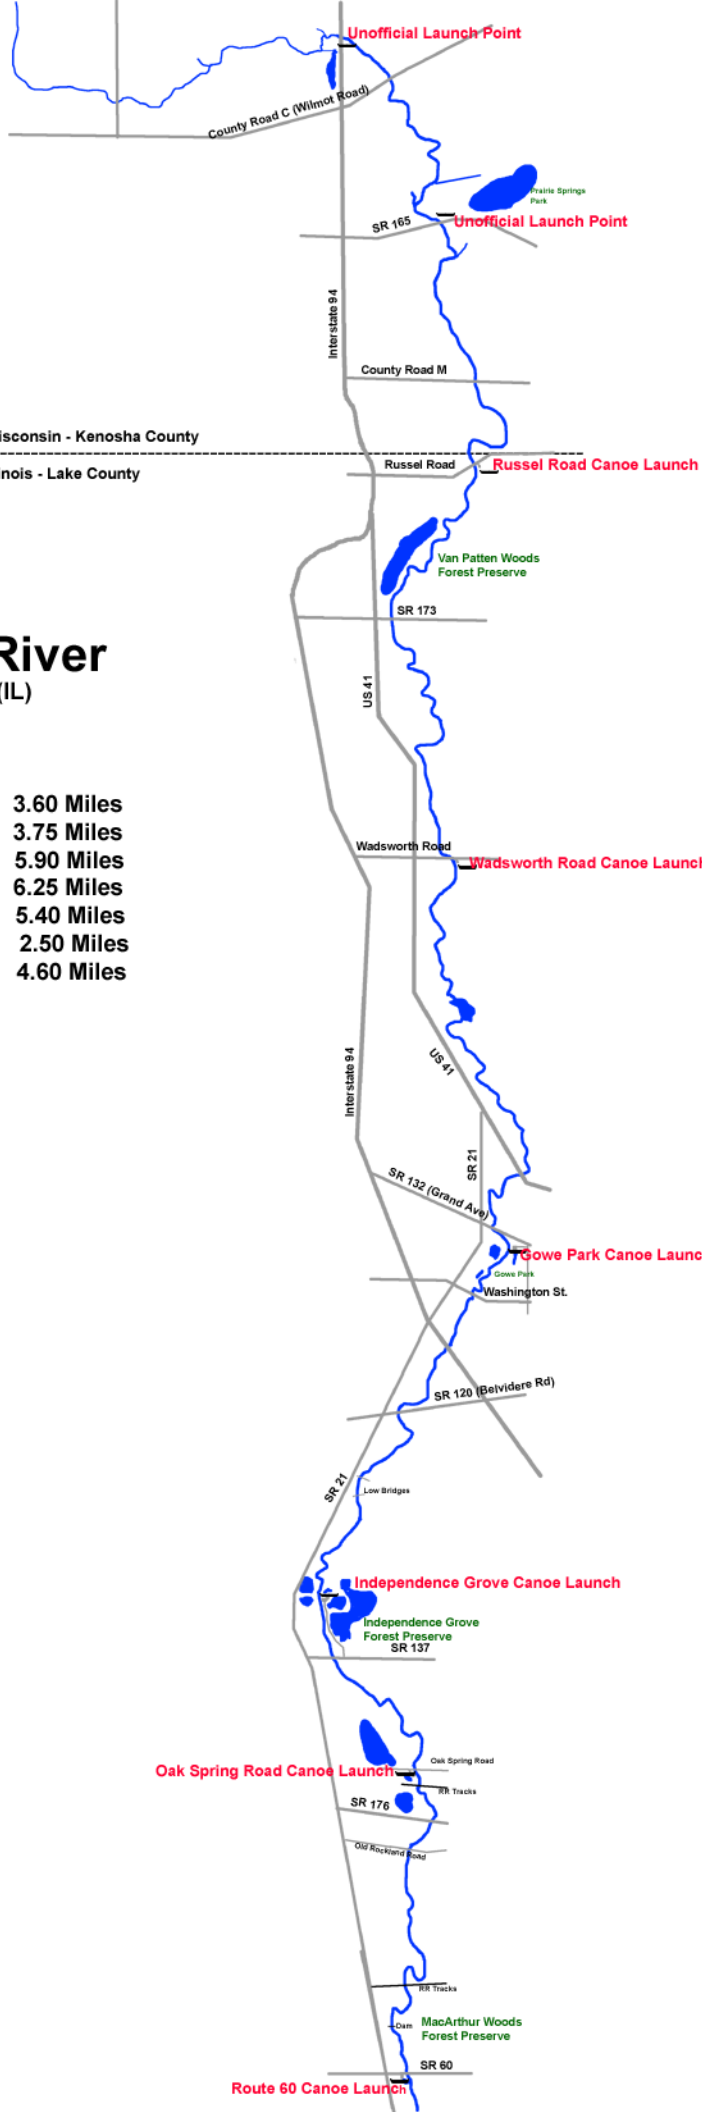 Unofficial Launch Point
County Road C (Wilmot Road)
Prairie Springs
Park
SR 165
Unofficial Launch Point
Interstate 94
County Road M
isconsin - Kenosha County
Russel Road
Russel Road Canoe Launch
inois - Lake County
Van Patten Woods
Forest Preserve
SR 173
River
(IL)
US 41
3.60 Miles
3.75 Miles
5.90 Miles
6.25 Miles
5.40 Miles
2.50 Miles
4.60 Miles
Wadsworth Road
Wadsworth Road Canoe Launch
US 41
Interstate 94
SR 21
SR 132 (Grand Ave)
Gowe Park Canoe Launc
Gowe Park
Washington St.
SR 120 (Belvidere Rd)
SR 21
Low Bridges
Independence Grove Canoe Launch
Independence Grove
Forest Preserve
SR 137
Oak Spring Road
Oak Spring Road Canoe Launch
RR Tracks
SR 176
Old Rockland Road
RR Tracks
Dam
MacArthur Woods
Forest Preserve
SR 60
Route 60 Canoe Launch